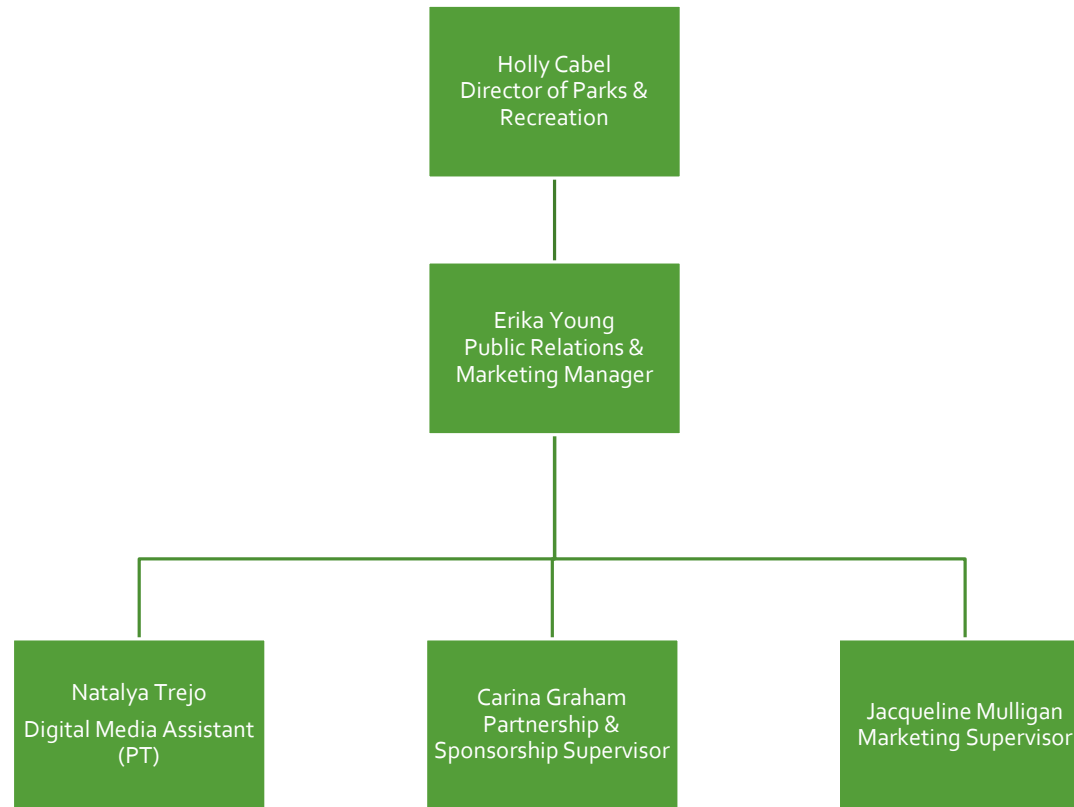 Holly Cabel
Director of Parks &
Recreation
Erika Young
Public Relations &
Marketing Manager
Natalya Trejo
Digital Media Assistant
(PT)
Carina Graham
Partnership &
Sponsorship Supervisor
Jacqueline Mulligan
Marketing Supervisor